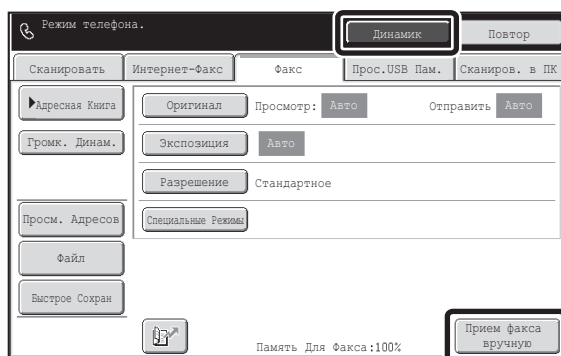 Режим телефона.
Динамик
Повтор
Сканировать
Интернет-Факс
Факс
Прос.USB Пам.
Сканиров. в ПК
Адресная Книга
Оригинал
Просмотр:
Авто
Отправить
Авто
Громк. Динам.
Экспозиция
Авто
Разрешение
Стандартное
Просм. Адресов
Специальные Режимы
Файл
Быстрое Сохран
Память Для Факса:100%
Прием факса
вручную